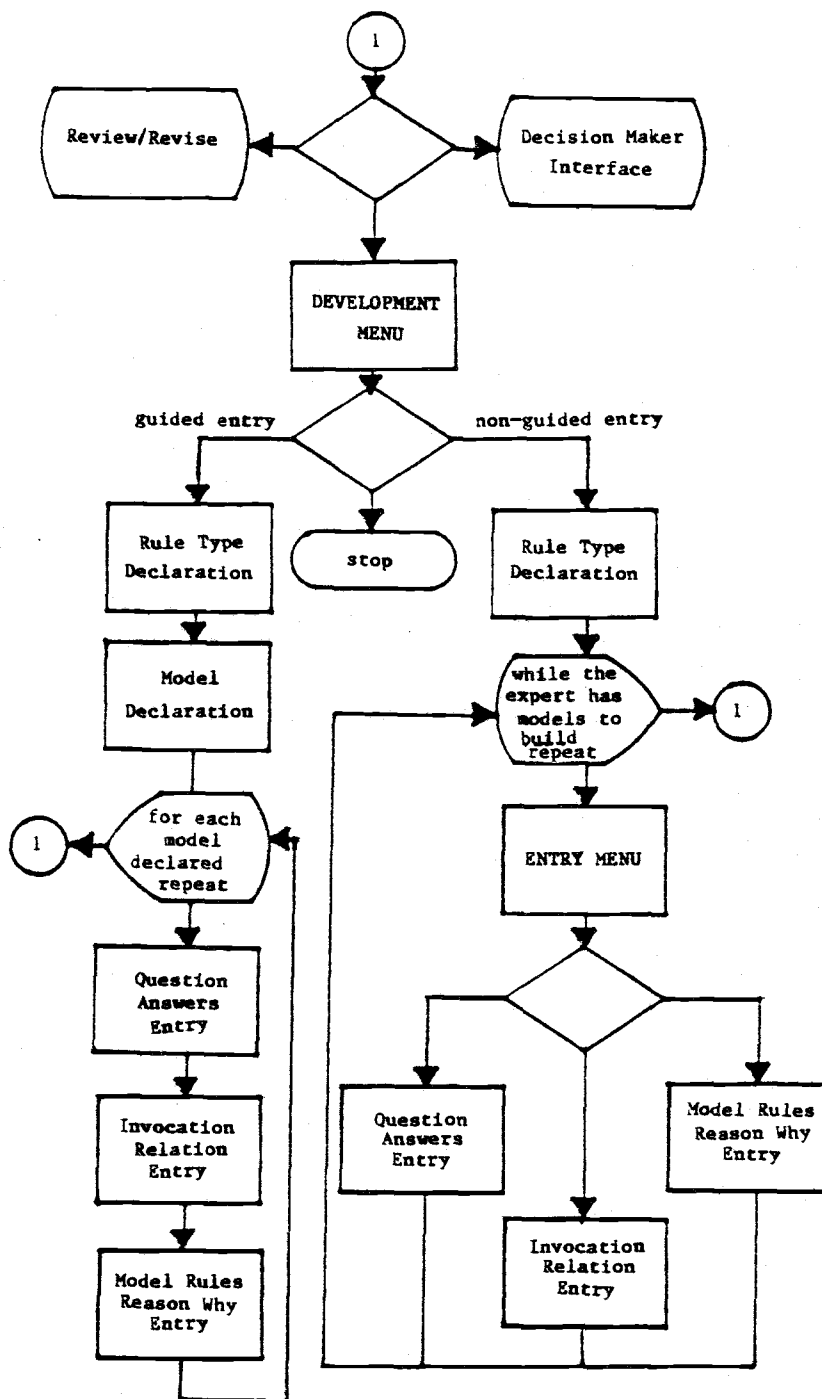 1
Review/Revise
Decision Maker
Interface
DEVELOPMENT
MENU
guided entry
non-guided entry
Rule Type
Declaration
stop
Rule Type
Declaration
Model
Declaration
while the
expert has
models to
build
repeat
1
1
for each
model
declared
repeat
ENTRY MENU
Question
Answers
Entry
Invocation
Relation
Entry
Model Rules
Reason Why
Entry
Question
Answers
Entry
Invocation
Relation
Entry
Model Rules
Reason Why
Entry